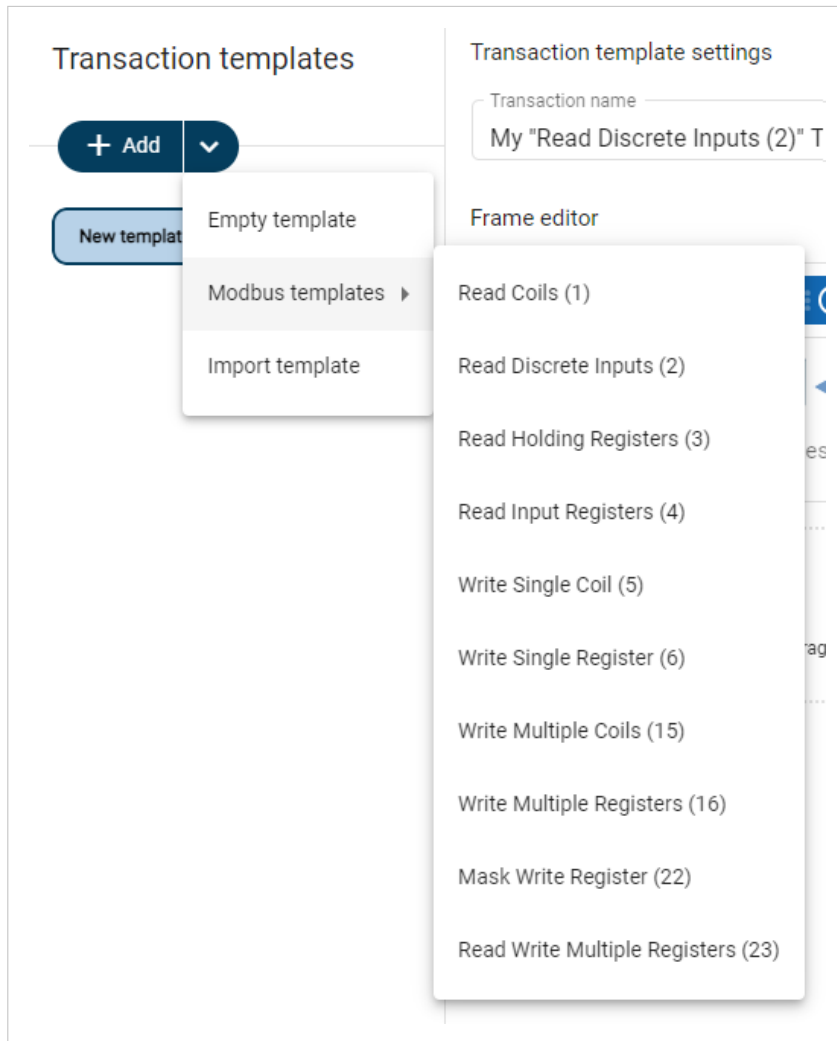 Transaction templates
+ Add
New templat
Empty template
Modbus templates
Import template
Transaction template settings
Transaction name
My "Read Discrete Inputs (2)" T
Frame editor
Read Coils (1)
Read Discrete Inputs (2)
Read Holding Registers (3)
Read Input Registers (4)
Write Single Coil (5)
Write Single Register (6)
Write Multiple Coils (15)
Write Multiple Registers (16)
Mask Write Register (22)
Read Write Multiple Registers (23)